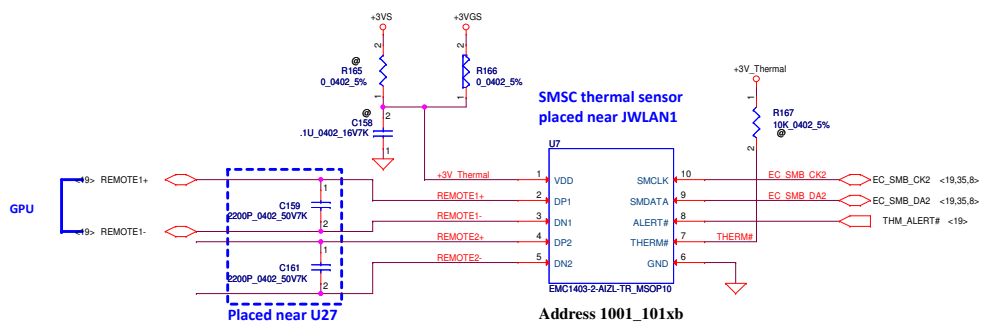 +3VS
+3VGS
2
@
R165
0_0402_5%
1
2
R166
0_0402_5%
1
+3V_Thermal
1
R167
10K_0402_5%
@
2
@
2
C158
.1U_0402_16V7K
1
SMSC thermal sensor
placed near JWLAN1
U7
GPU
<19> REMOTE1+
<19> REMOTE1-
1
C159
2200P_0402_50V7K
2
1
C161
2200P_0402_50V7K
2
Placed near U27
+3V_Thermal 1 VDD
REMOTE1+ 2 DP1
REMOTE1- 3 DN1
REMOTE2+ 4 DP2
REMOTE2- 5 DN2
SMCLK 10 EC_SMB_CK2 EC_SMB_CK2 <19,35,8>
SMDATA 9 EC_SMB_DA2 EC_SMB_DA2 <19,35,8>
ALERT# 8 THM_ALERT# <19>
THERM# 7 THERM#
GND 6
EMC1403-2-AIZL-TR_MSOP10
Address 1001_101xb